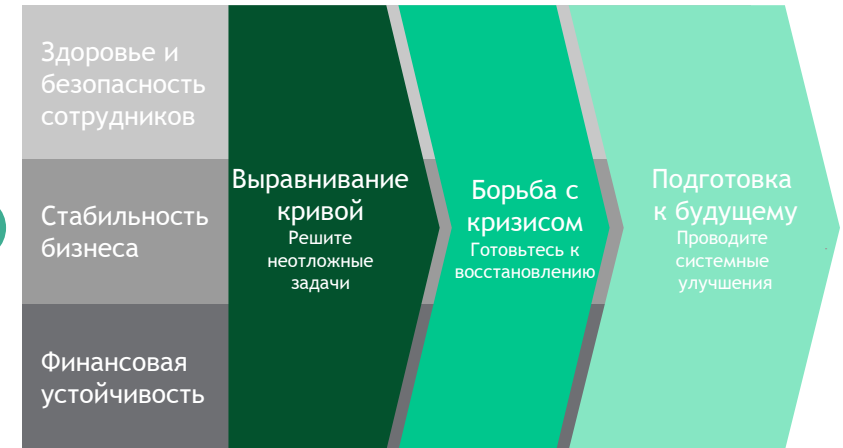 Здоровье и
безопасность
сотрудников
Стабильность
бизнеса
Финансовая
устойчивость
Выравнивание
кривой
Решите
неотложные
задачи
Борьба с
кризисом
Готовьтесь к
восстановлению
Подготовка
к будущему
Проводите
системные
улучшения